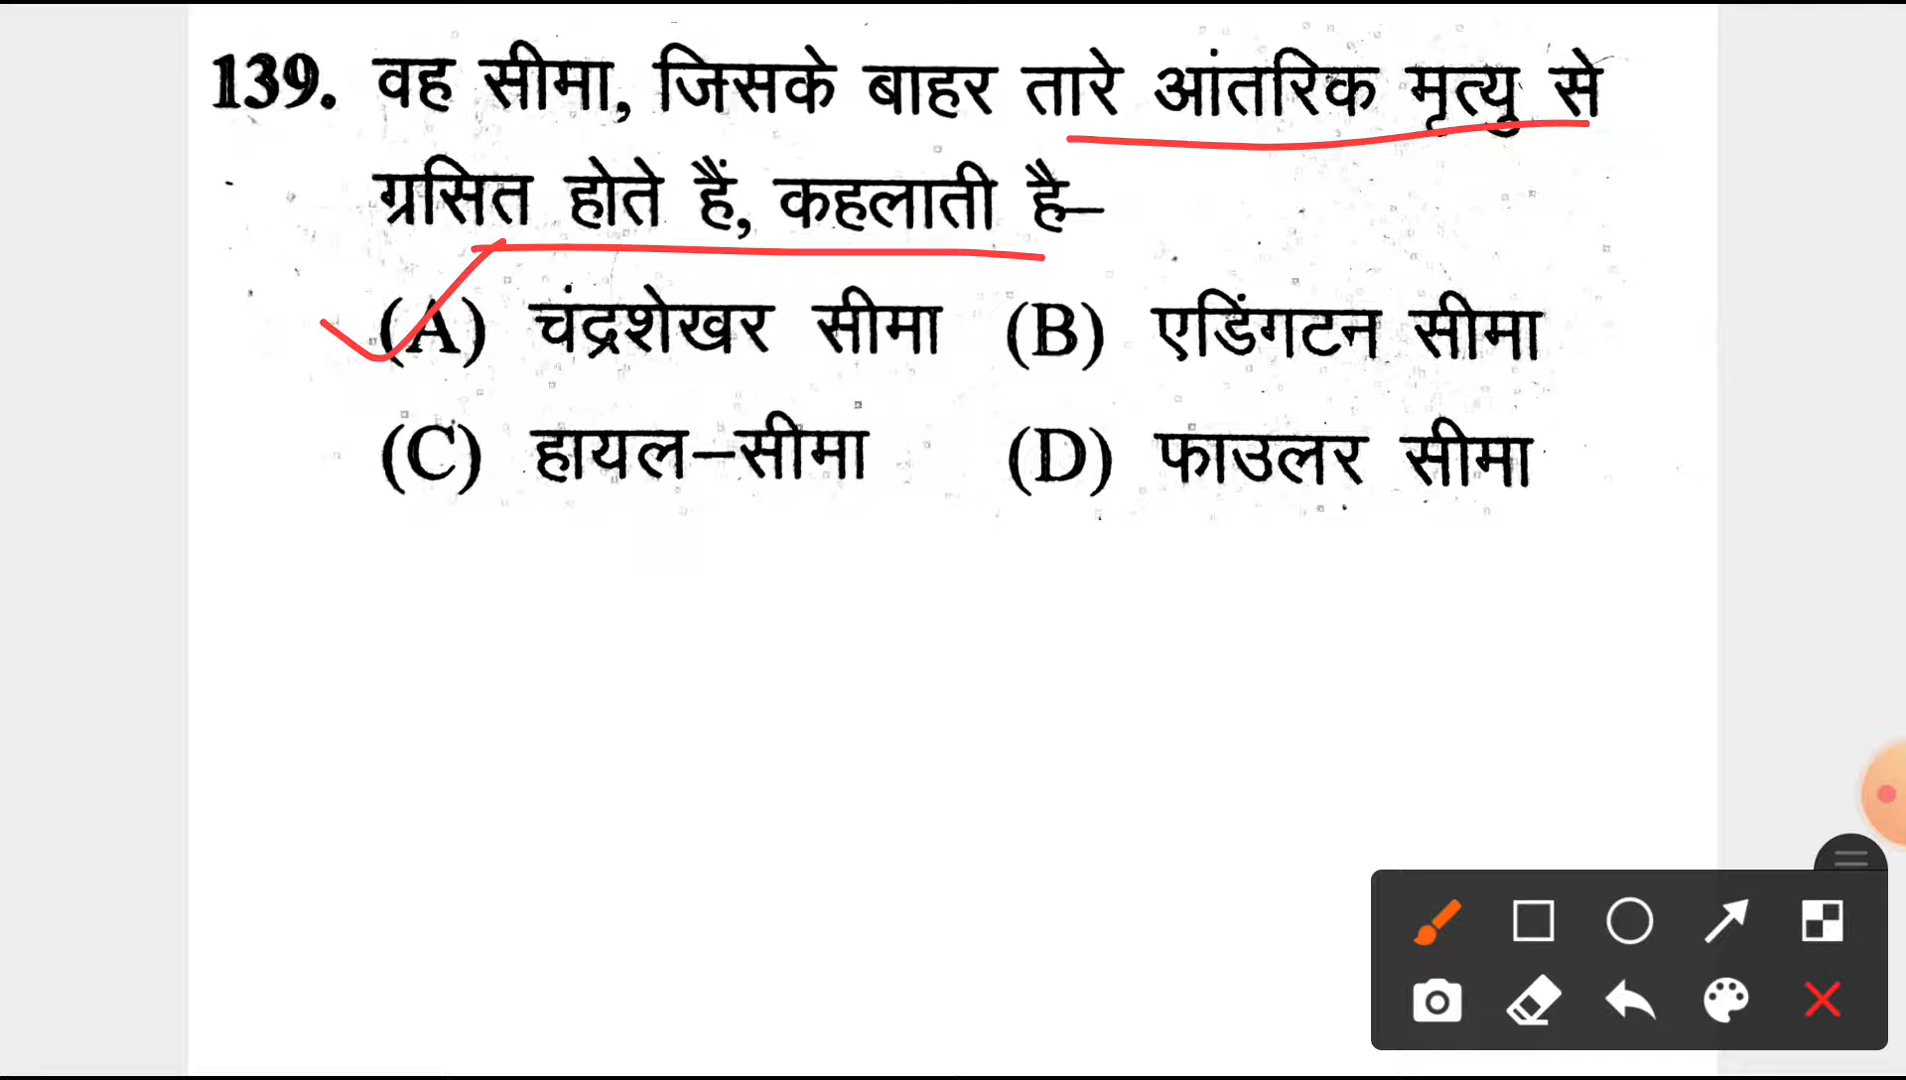 139. वह सीमा, जिसके बाहर तारे आंतरिक मृत्यु से
ग्रसित होते हैं, कहलाती है–
(A) चंद्रशेखर सीमा (B) एडिंगटन सीमा
(C) हायल–सीमा (D) फाउलर सीमा